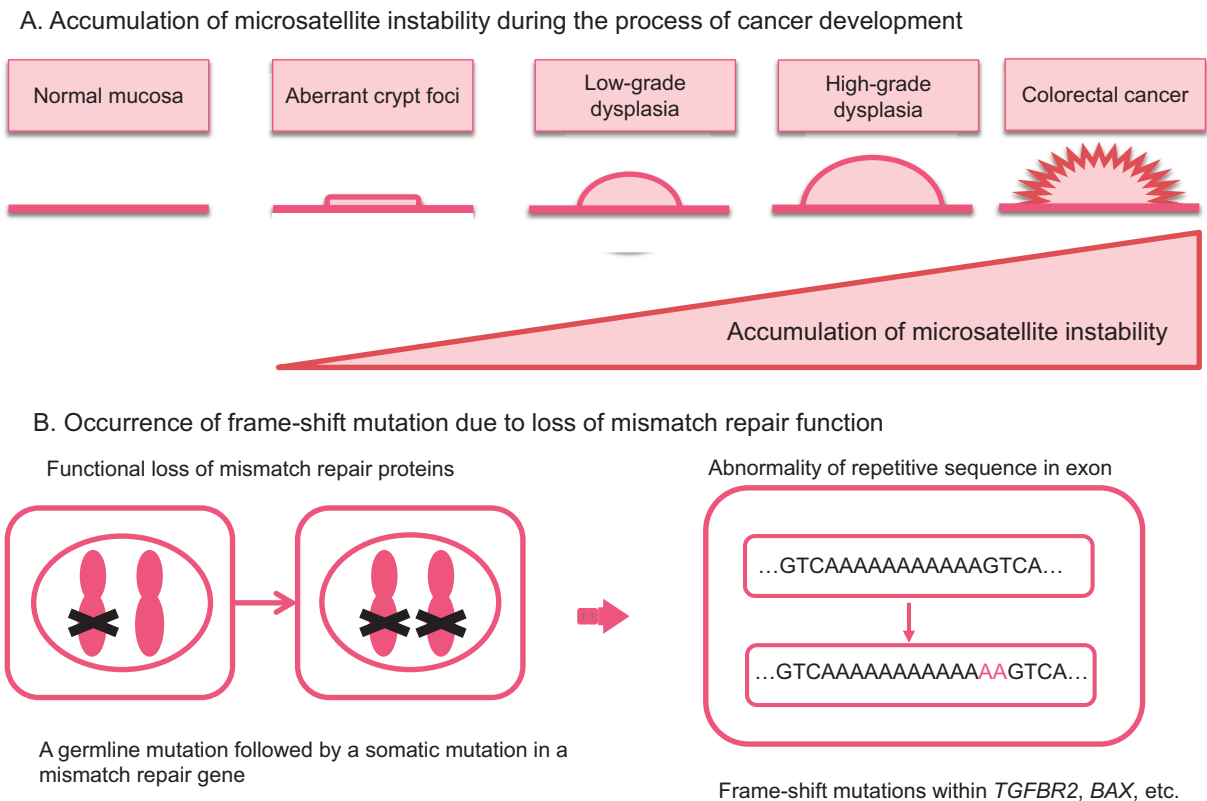 A. Accumulation of microsatellite instability during the process of cancer development
Normal mucosa
Aberrant crypt foci
Low-grade
dysplasia
High-grade
dysplasia
Colorectal cancer
Accumulation of microsatellite instability
B. Occurrence of frame-shift mutation due to loss of mismatch repair function
Functional loss of mismatch repair proteins
A germline mutation followed by a somatic mutation in a
mismatch repair gene
Abnormality of repetitive sequence in exon
…GTCAAAAAAAAAAAGTCA…
…GTCAAAAAAAAAAAAAGTCA…
Frame-shift mutations within TGFBR2, BAX, etc.